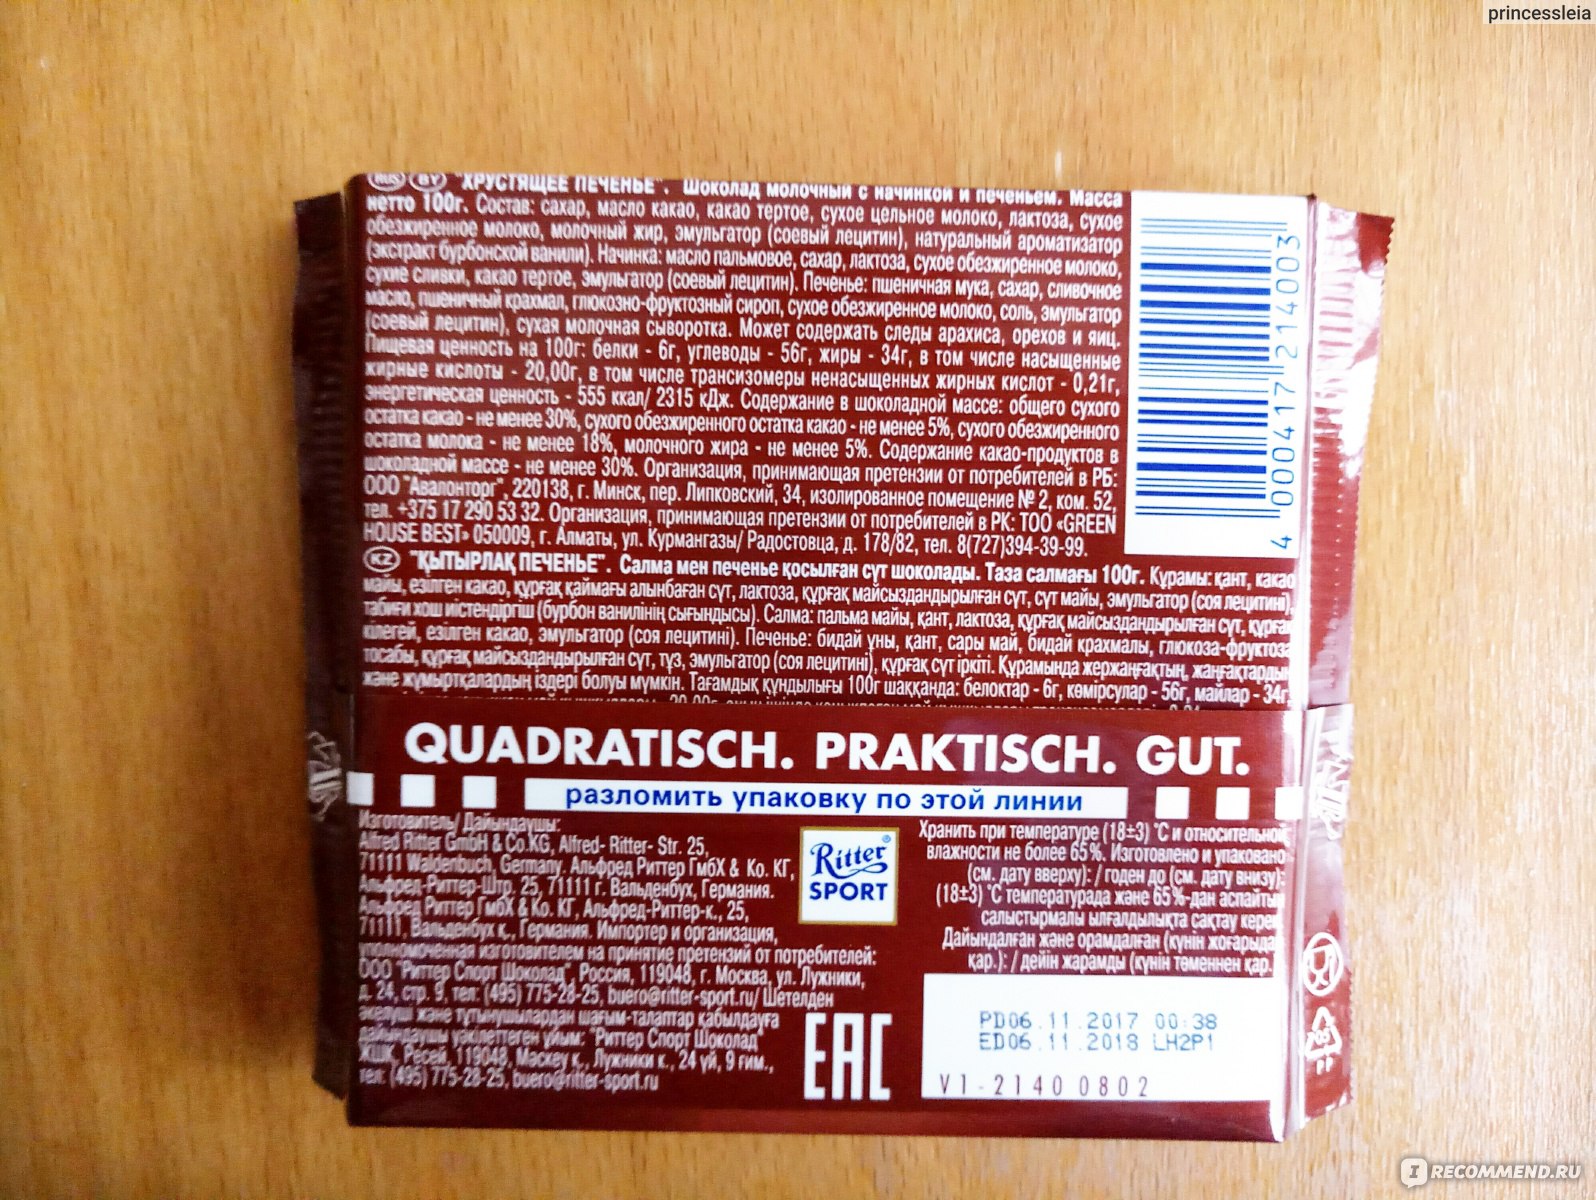 princessleia
RUS BY "ХРУСТЯЩЕЕ ПЕЧЕНЬЕ". Шоколад молочный с начинкой и печеньем. Масса
нетто 100г. Состав: сахар, масло какао, какао тертое, сухое цельное молоко, лактоза, сухое
обезжиренное молоко, молочный жир, эмульгатор (соевый лецитин), натуральный ароматизатор
(экстракт бурбонской ванили). Начинка: масло пальмовое, сахар, лактоза, сухое обезжиренное молоко,
сухие сливки, какао тертое, эмульгатор (соевый лецитин). Печенье: пшеничная мука, сахар, сливочное
масло, пшеничный крахмал, глюкозно-фруктозный сироп, сухое обезжиренное молоко, соль, эмульгатор
(соевый лецитин), сухая молочная сыворотка. Может содержать следы арахиса, орехов и яиц.
Пищевая ценность на 100г: белки - 6г, углеводы - 56г, жиры - 34г, в том числе насыщенные
жирные кислоты - 20,00г, в том числе трансизомеры ненасыщенных жирных кислот - 0,21г,
энергетическая ценность - 555 ккал/ 2315 кДж. Содержание в шоколадной массе: общего сухого
остатка какао - не менее 30%, сухого обезжиренного остатка какао - не менее 5%, сухого обезжиренного
остатка молока - не менее 18%, молочного жира - не менее 5%. Содержание какао-продуктов в
шоколадной массе - не менее 30%. Организация, принимающая претензии от потребителей в РБ:
ООО "Авалонторг", 220138, г. Минск, пер. Липковский, 34, изолированное помещение № 2, ком. 52,
тел. +375 17 290 53 32. Организация, принимающая претензии от потребителей в РК: ТОО «GREEN
HOUSE BEST» 050009, г. Алматы, ул. Курмангазы/ Радостовца, д. 178/82, тел. 8(727)394-39-99.
4 000417 214003
KZ "ҚЫТЫРЛАҚ ПЕЧЕНЬЕ". Салма мен печенье қосылған сүт шоколады. Таза салмағы 100г. Құрамы: қант, какао
майы, езілген какао, құрғақ қаймағы алынбаған сүт, лактоза, құрғақ майсыздандырылған сүт, сүт майы, эмульгатор (соя лецитині),
табиғи хош иістендіргіш (бурбон ванилінің сығындысы). Салма: пальма майы, қант, лактоза, құрғақ майсыздандырылған сүт, құрғақ
кілегей, езілген какао, эмульгатор (соя лецитині). Печенье: бидай ұны, қант, сары май, бидай крахмалы, глюкоза-фруктоза
тосабы, құрғақ майсыздандырылған сүт, тұз, эмульгатор (соя лецитині), құрғақ сүт іркіті. Құрамында жержаңғақтың, жаңғақтардың
және жұмыртқалардың іздері болуы мүмкін. Тағамдық құндылығы 100г шаққанда: белоктар - 6г, көмірсулар - 56г, майлар - 34г,
QUADRATISCH. PRAKTISCH. GUT.
разломить упаковку по этой линии
Изготовитель/ Дайындаушы:
Alfred Ritter GmbH & Co.KG, Alfred- Ritter- Str. 25,
71111 Waldenbuch, Germany. Альфред Риттер ГмбХ & Ко. КГ,
Альфред-Риттер-Штр. 25, 71111 г. Вальденбух, Германия.
Альфред Риттер ГмбХ & Ко. КГ, Альфред-Риттер-к., 25,
71111, Вальденбух к., Германия. Импортер и организация,
уполномоченная изготовителем на принятие претензий от потребителей:
ООО "Риттер Спорт Шоколад", Россия, 119048, г. Москва, ул. Лужники,
д. 24, стр. 9, тел: (495) 775-28-25, buero@ritter-sport.ru/ Шетелден
әкелуші және тұтынушылардан шағым-талаптар қабылдауға
дайындаушы уәкілеттеген ұйым: "Риттер Спорт Шоколад"
ЖШҚ, Ресей, 119048, Мәскеу к., Лужники к., 24 үй, 9 ғим.,
тел: (495) 775-28-25, buero@ritter-sport.ru
Ritter®
SPORT
EAC
Хранить при температуре (18±3) °С и относительной
влажности не более 65%. Изготовлено и упаковано
(см. дату вверху): / годен до (см. дату внизу):
(18±3) °С температурада және 65%-дан аспайтын
салыстырмалы ылғалдылықта сақтау керек
Дайындалған және орамдалған (күнін жоғарыда
қар.): / дейін жарамды (күнін төменнен қар.
PD06.11.2017 00:38
ED06.11.2018 LH2P1
V1-2140 0802
PP
IRECOMMEND.RU